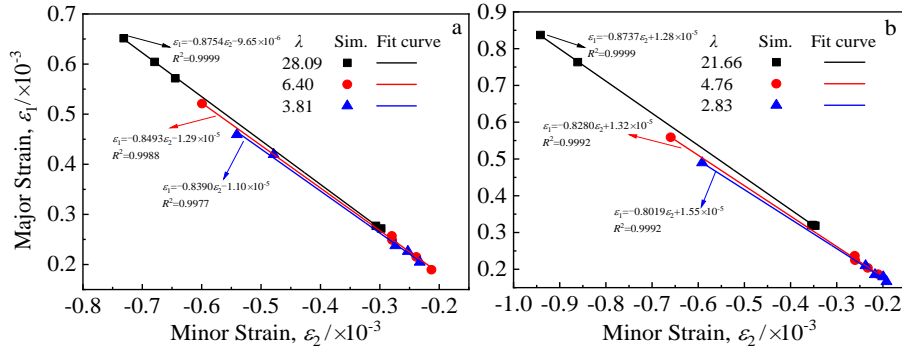 a
ε1=−0.8754ε2−9.65×10-6
R2=0.9999
λ Sim. Fit curve
28.09
6.40
3.81
ε1=−0.8493ε2−1.29×10-5
R2=0.9988
ε1=−0.8390ε2−1.10×10-5
R2=0.9977
Major Strain, ε1/×10-3
0.7
0.6
0.5
0.4
0.3
0.2
-0.8 -0.7 -0.6 -0.5 -0.4 -0.3 -0.2
Minor Strain, ε2/×10-3
b
ε1=−0.8737ε2+1.28×10-5
R2=0.9999
λ Sim. Fit curve
21.66
4.76
2.83
ε1=−0.8280ε2+1.32×10-5
R2=0.9992
ε1=−0.8019ε2+1.55×10-5
R2=0.9992
0.9
0.8
0.7
0.6
0.5
0.4
0.3
0.2
-1.0 -0.9 -0.8 -0.7 -0.6 -0.5 -0.4 -0.3 -0.2
Minor Strain, ε2/×10-3